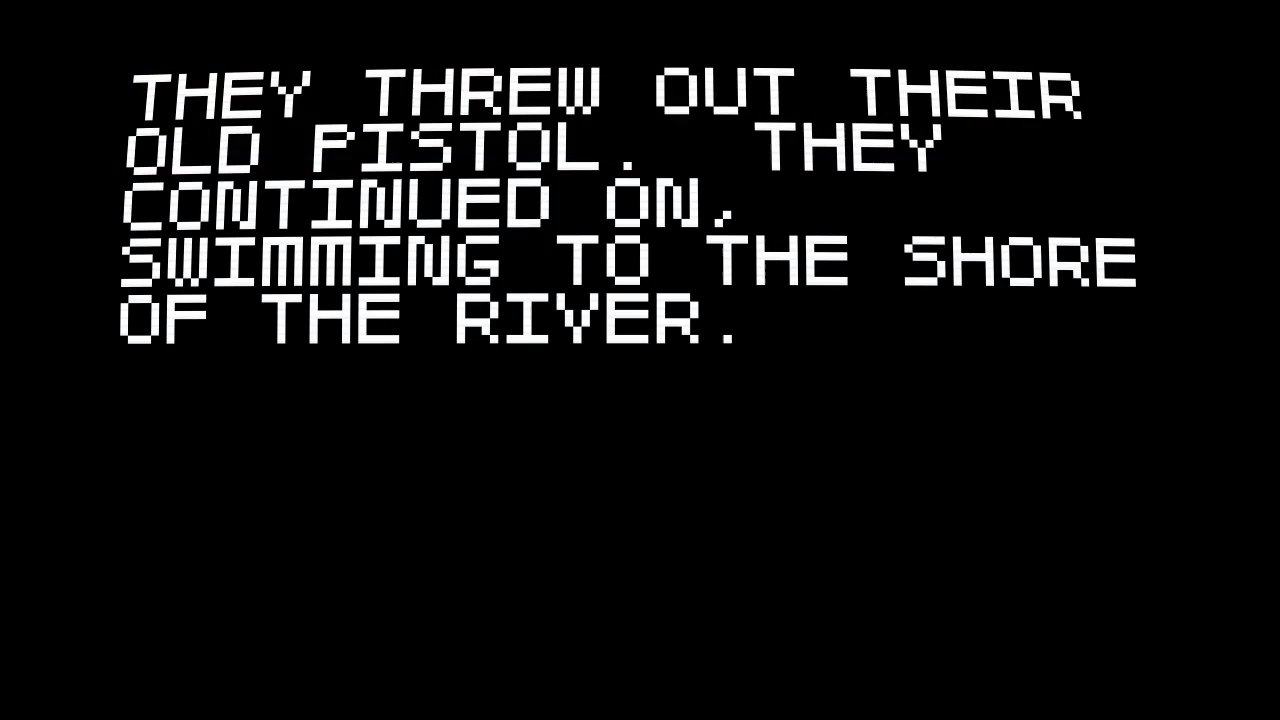 THEY THREW OUT THEIR
OLD PISTOL.  THEY
CONTINUED ON,
SWIMMING TO THE SHORE
OF THE RIVER.